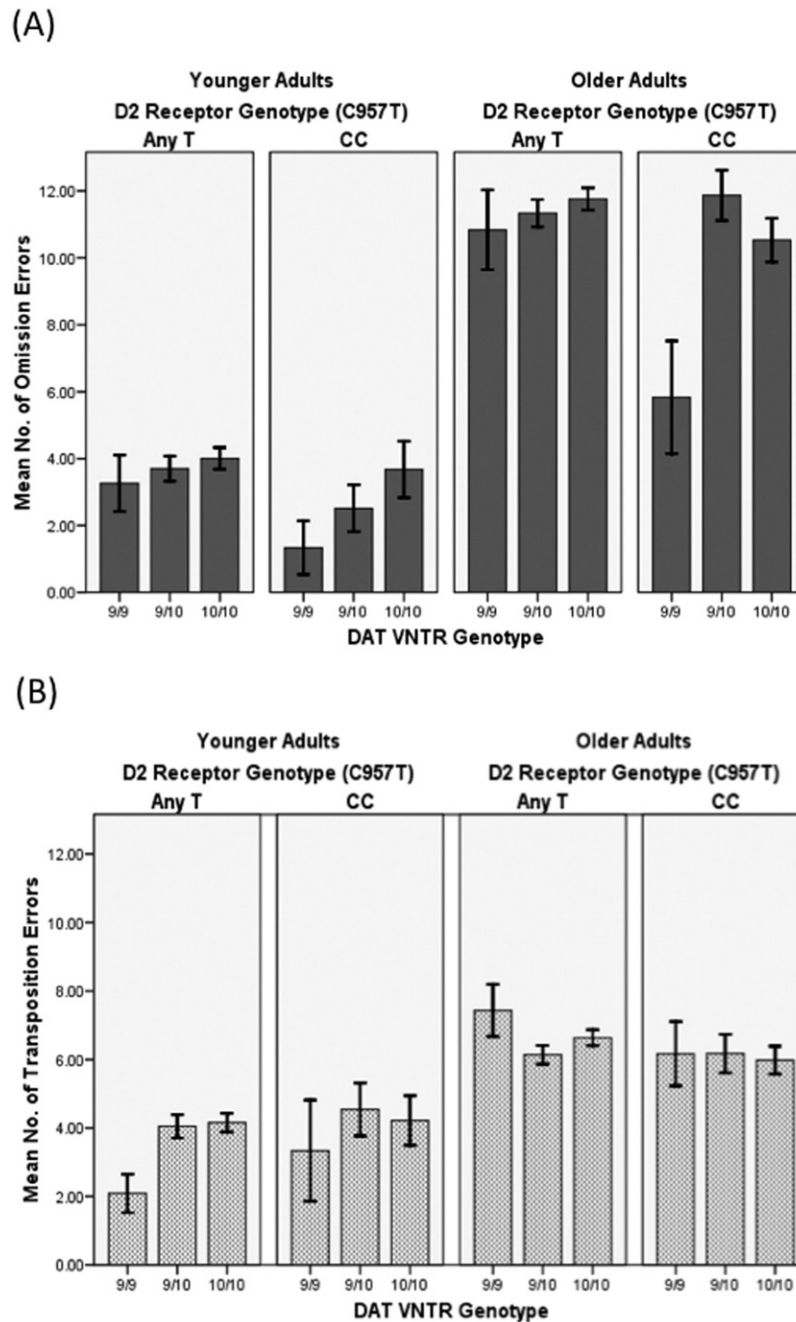 (A)
Younger Adults Older Adults
D2 Receptor Genotype (C957T) D2 Receptor Genotype (C957T)
Any T CC Any T CC
Mean No. of Omission Errors
12.00
10.00
8.00
6.00
4.00
2.00
0.00
9/9 9/10 10/10 9/9 9/10 10/10 9/9 9/10 10/10 9/9 9/10 10/10
DAT VNTR Genotype
(B)
Younger Adults Older Adults
D2 Receptor Genotype (C957T) D2 Receptor Genotype (C957T)
Any T CC Any T CC
Mean No. of Transposition Errors
12.00
10.00
8.00
6.00
4.00
2.00
0.00
9/9 9/10 10/10 9/9 9/10 10/10 9/9 9/10 10/10 9/9 9/10 10/10
DAT VNTR Genotype